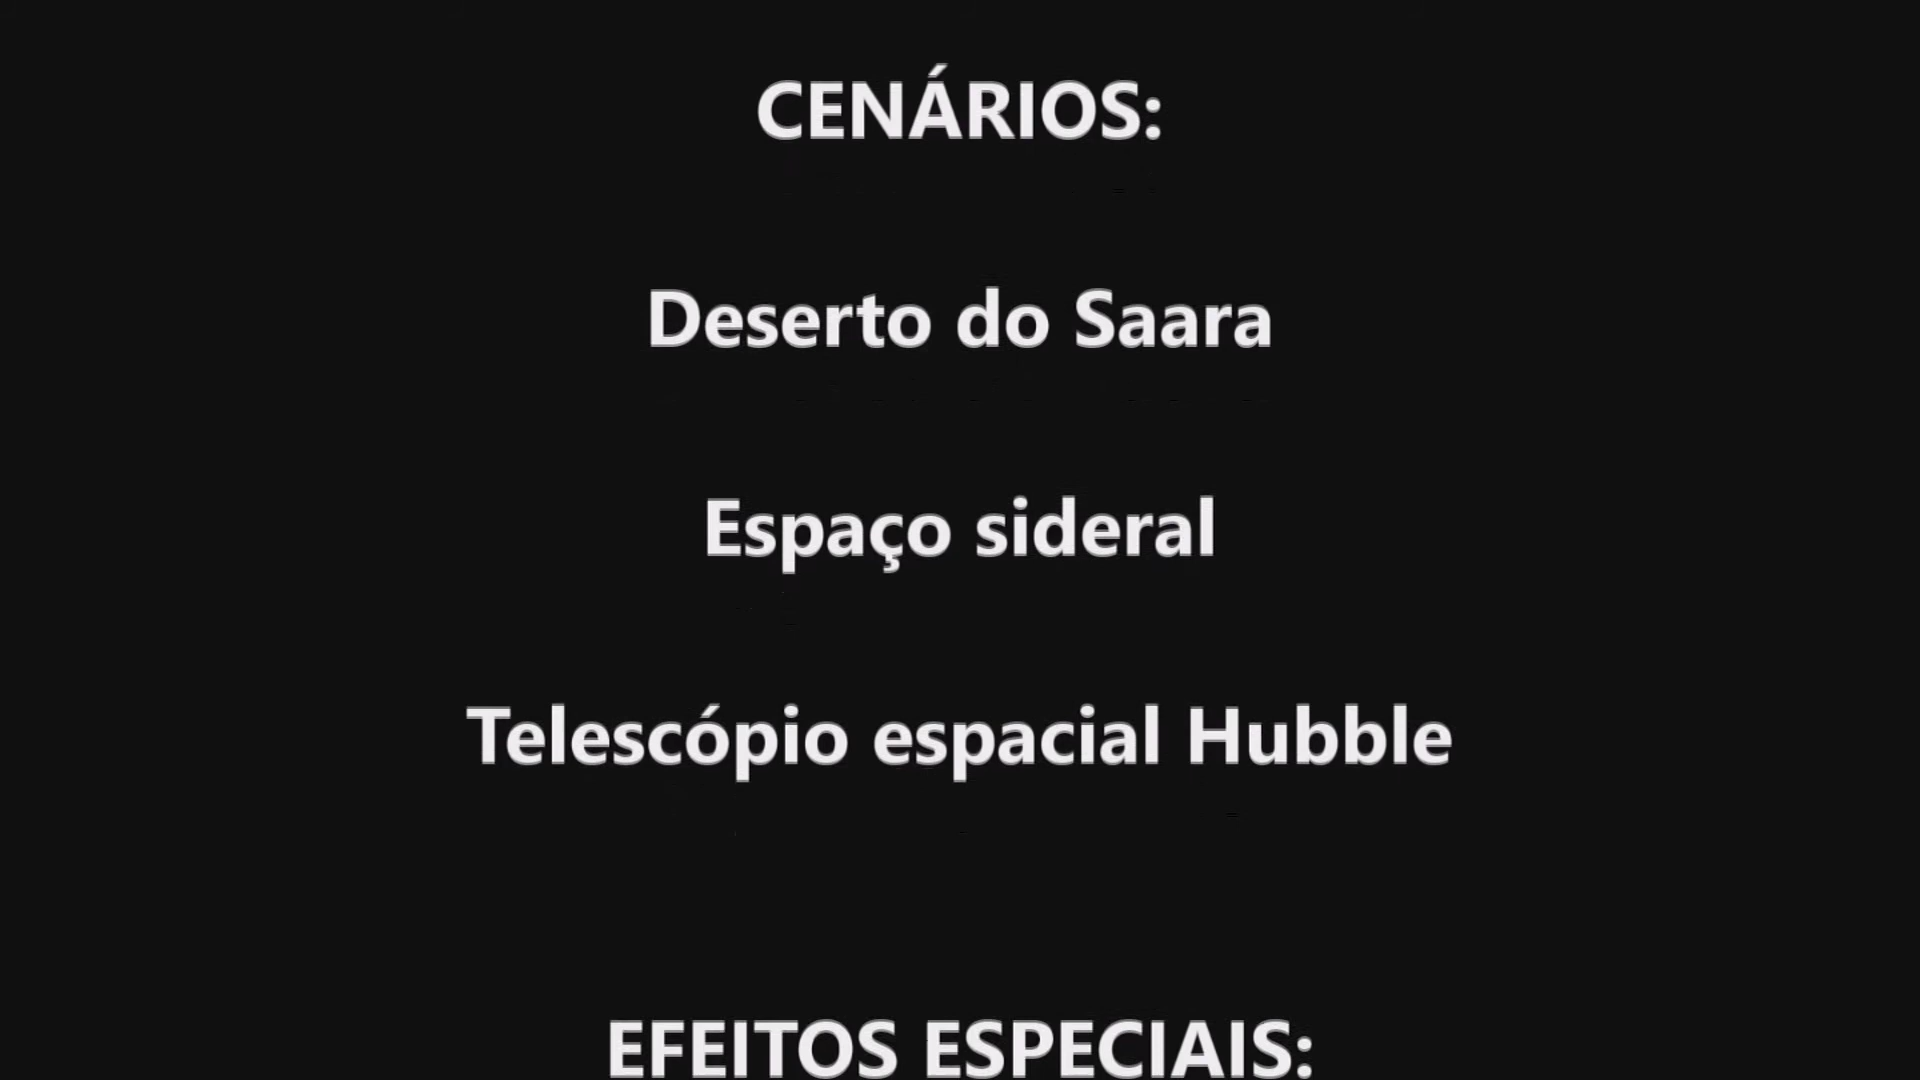 CENÁRIOS:
Deserto do Saara
Espaço sideral
Telescópio espacial Hubble
EFEITOS ESPECIAIS: